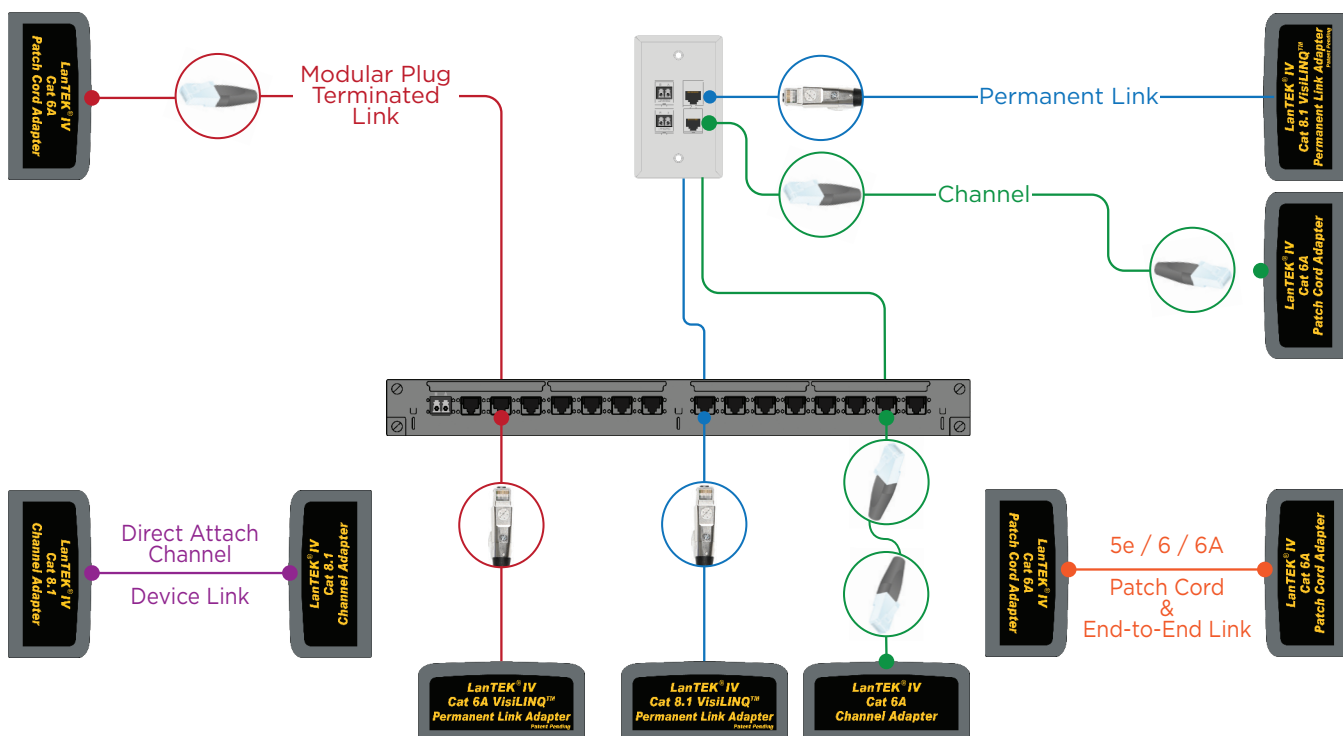 LanTEK® IV
Cat 6A
Patch Cord Adapter
Modular Plug
Terminated
Link
Permanent Link
LanTEK® IV
Cat 8.1 VisiLINQ™
Permanent Link Adapter
Patent Pending
Channel
LanTEK® IV
Cat 6A
Patch Cord Adapter
LanTEK® IV
Cat 8.1
Channel Adapter
Direct Attach
Channel
Device Link
LanTEK® IV
Cat 8.1
Channel Adapter
LanTEK® IV
Cat 6A
Patch Cord Adapter
5e / 6 / 6A
Patch Cord
&
End-to-End Link
LanTEK® IV
Cat 6A
Patch Cord Adapter
LanTEK® IV
Cat 6A VisiLINQ™
Permanent Link Adapter
Patent Pending
LanTEK® IV
Cat 8.1 VisiLINQ™
Permanent Link Adapter
Patent Pending
LanTEK® IV
Cat 6A
Channel Adapter